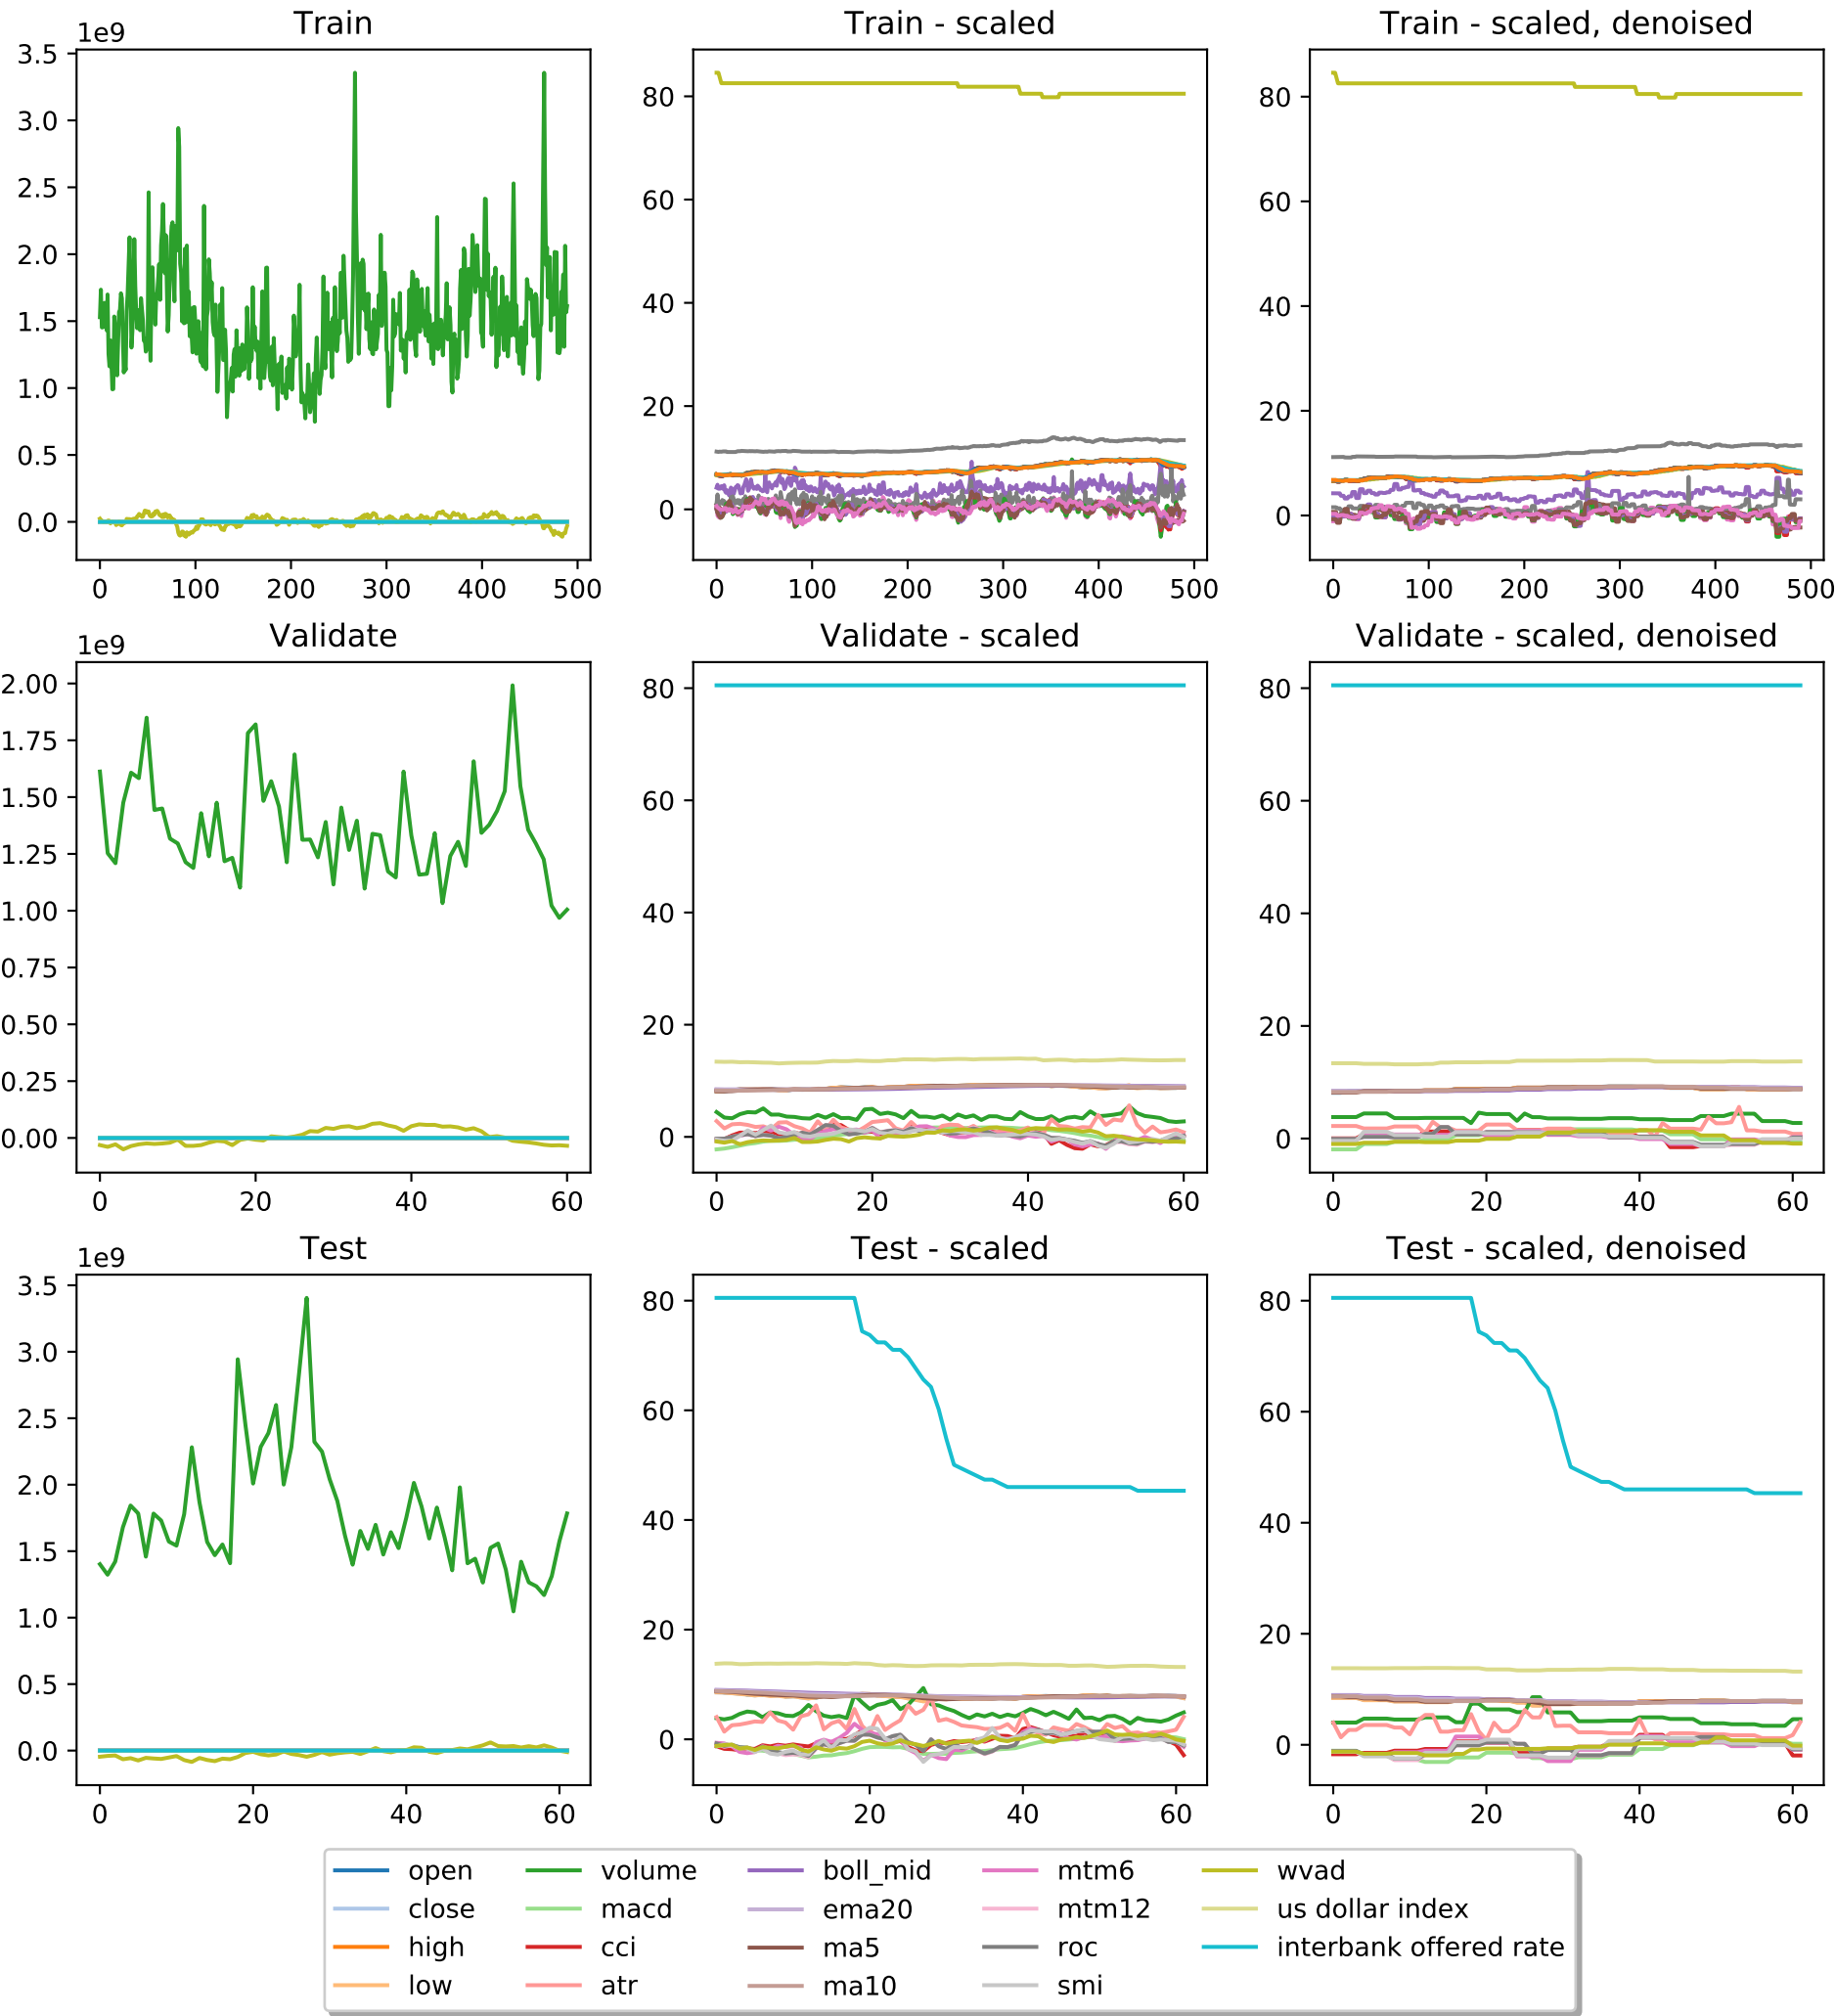 Train
Train - scaled
Train - scaled, denoised
1e9
3.5
3.0
2.5
2.0
1.5
1.0
0.5
0.0
0 100 200 300 400 500
80
60
40
20
0
0 100 200 300 400 500
80
60
40
20
0
0 100 200 300 400 500
Validate
Validate - scaled
Validate - scaled, denoised
1e9
2.00
1.75
1.50
1.25
1.00
0.75
0.50
0.25
0.00
0 20 40 60
80
60
40
20
0
0 20 40 60
80
60
40
20
0
0 20 40 60
Test
Test - scaled
Test - scaled, denoised
1e9
3.5
3.0
2.5
2.0
1.5
1.0
0.5
0.0
0 20 40 60
80
60
40
20
0
0 20 40 60
80
60
40
20
0
0 20 40 60
open
close
high
low
volume
macd
cci
atr
boll_mid
ema20
ma5
ma10
mtm6
mtm12
roc
smi
wvad
us dollar index
interbank offered rate